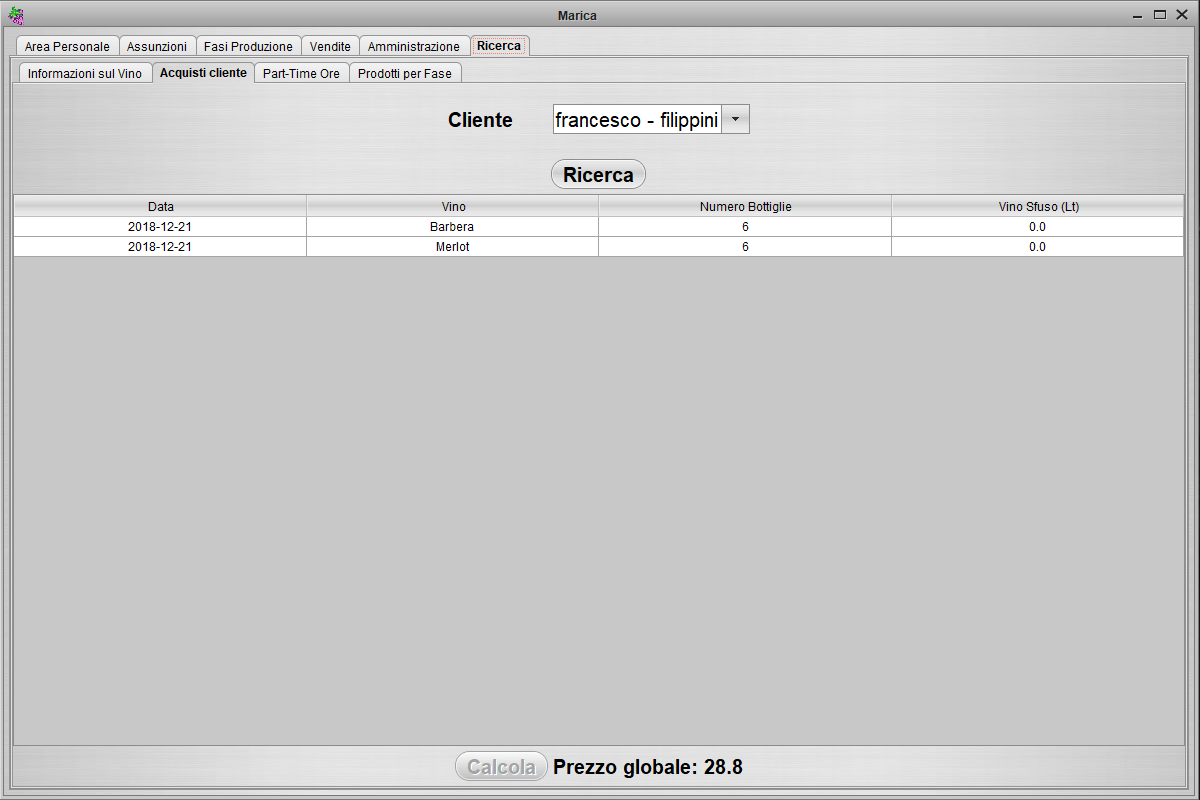 Marica
Area Personale Assunzioni Fasi Produzione Vendite Amministrazione Ricerca
Informazioni sul Vino Acquisti cliente Part-Time Ore Prodotti per Fase
Cliente francesco - filippini
Ricerca
Data Vino Numero Bottiglie Vino Sfuso (Lt)
2018-12-21 Barbera 6 0.0
2018-12-21 Merlot 6 0.0
Calcola Prezzo globale: 28.8